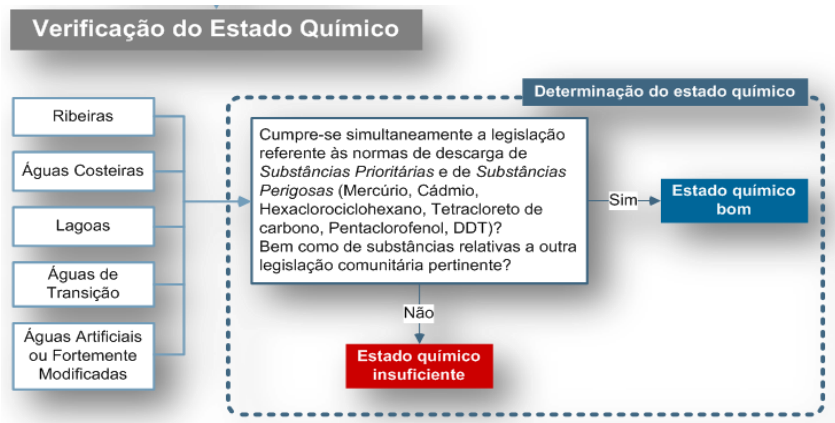 Verificação do Estado Químico
Determinação do estado químico
Ribeiras
Águas Costeiras
Lagoas
Águas de
Transição
Águas Artificiais
ou Fortemente
Modificadas
Cumpre-se simultaneamente a legislação
referente às normas de descarga de
Substâncias Prioritárias e de Substâncias
Perigosas (Mercúrio, Cádmio,
Hexaclorociclohexano, Tetracloreto de
carbono, Pentaclorofenol, DDT)?
Bem como de substâncias relativas a outra
legislação comunitária pertinente?
Sim
Estado químico
bom
Não
Estado químico
insuficiente